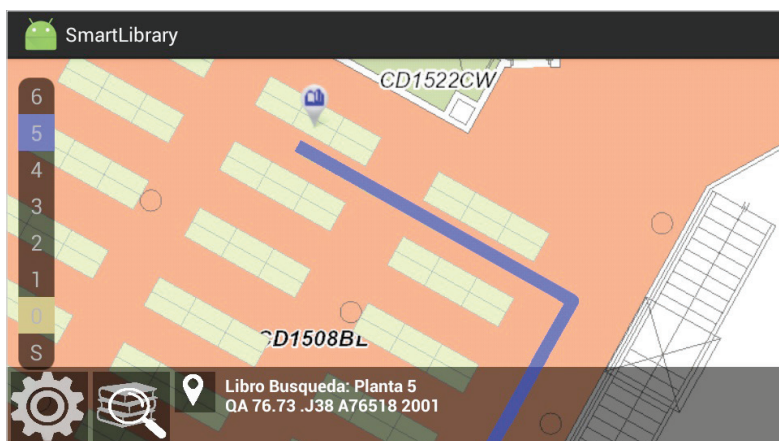 SmartLibrary
CD1522CW
6
5
4
3
2
1
0
S
CD1508BL
Libro Busqueda: Planta 5
QA 76.73 .J38 A76518 2001